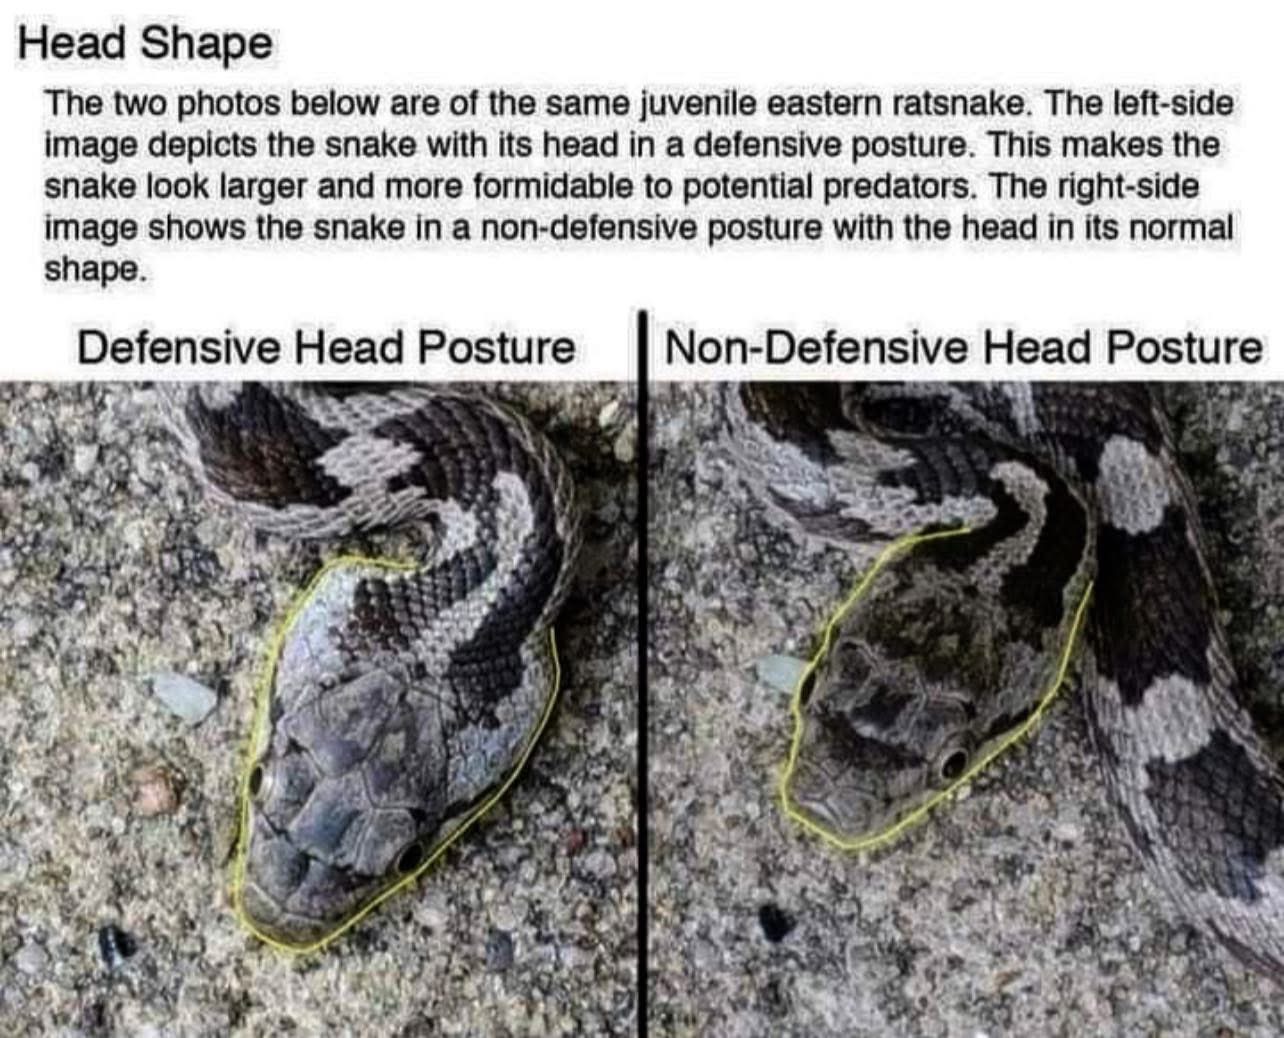 Head Shape
The two photos below are of the same juvenile eastern ratsnake. The left-side
image depicts the snake with its head in a defensive posture. This makes the
snake look larger and more formidable to potential predators. The right-side
image shows the snake in a non-defensive posture with the head in its normal
shape.
Defensive Head Posture
Non-Defensive Head Posture